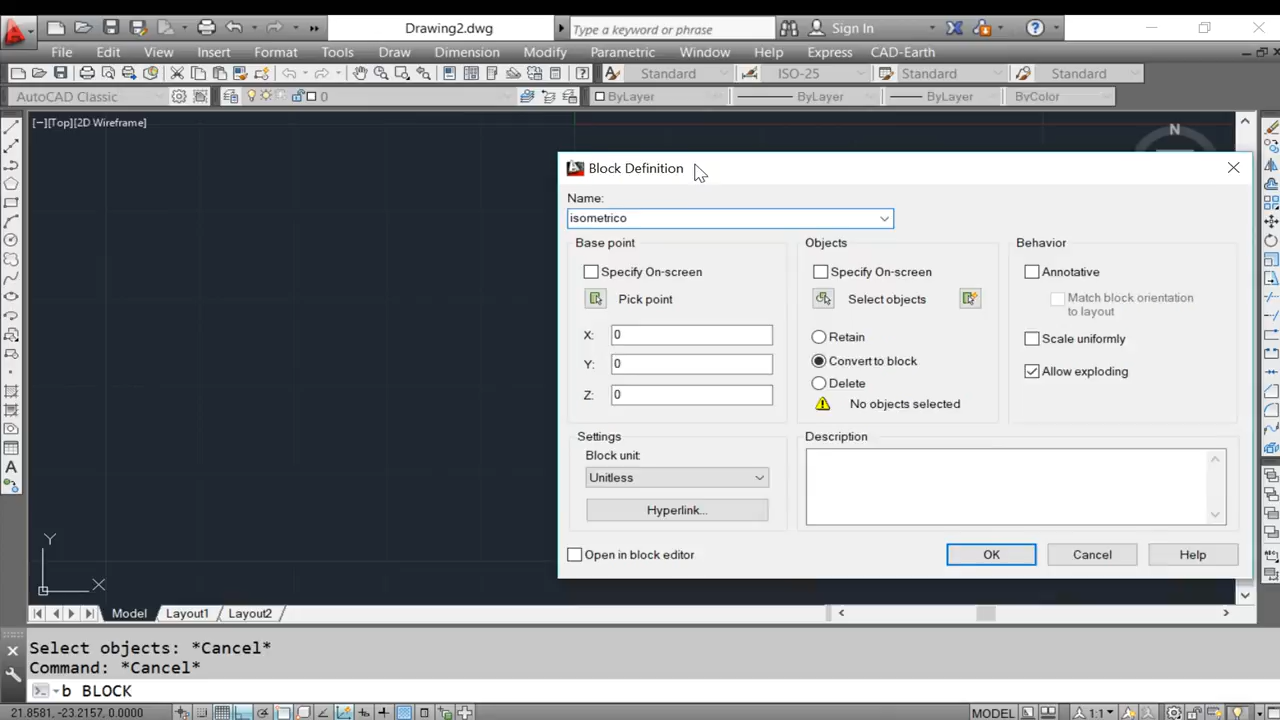 Drawing2.dwg
Type a keyword or phrase
Sign In
File Edit View Insert Format Tools Draw Dimension Modify Parametric Window Help Express CAD-Earth
Standard ISO-25 Standard Standard
AutoCAD Classic 0 ByLayer ByLayer ByLayer ByColor
[−][Top][2D Wireframe]
N
Block Definition
Name:
isometrico
Base point Objects Behavior
Specify On-screen Specify On-screen Annotative
Pick point Select objects Match block orientation
to layout
X: 0 Retain Scale uniformly
Y: 0 Convert to block Allow exploding
Delete
Z: 0 No objects selected
Settings Description
Block unit:
Unitless
Hyperlink...
Open in block editor OK Cancel Help
Y
X
Model Layout1 Layout2
Select objects: *Cancel*
Command: *Cancel*
b BLOCK
21.8581, -23.2157, 0.0000 MODEL 1:1